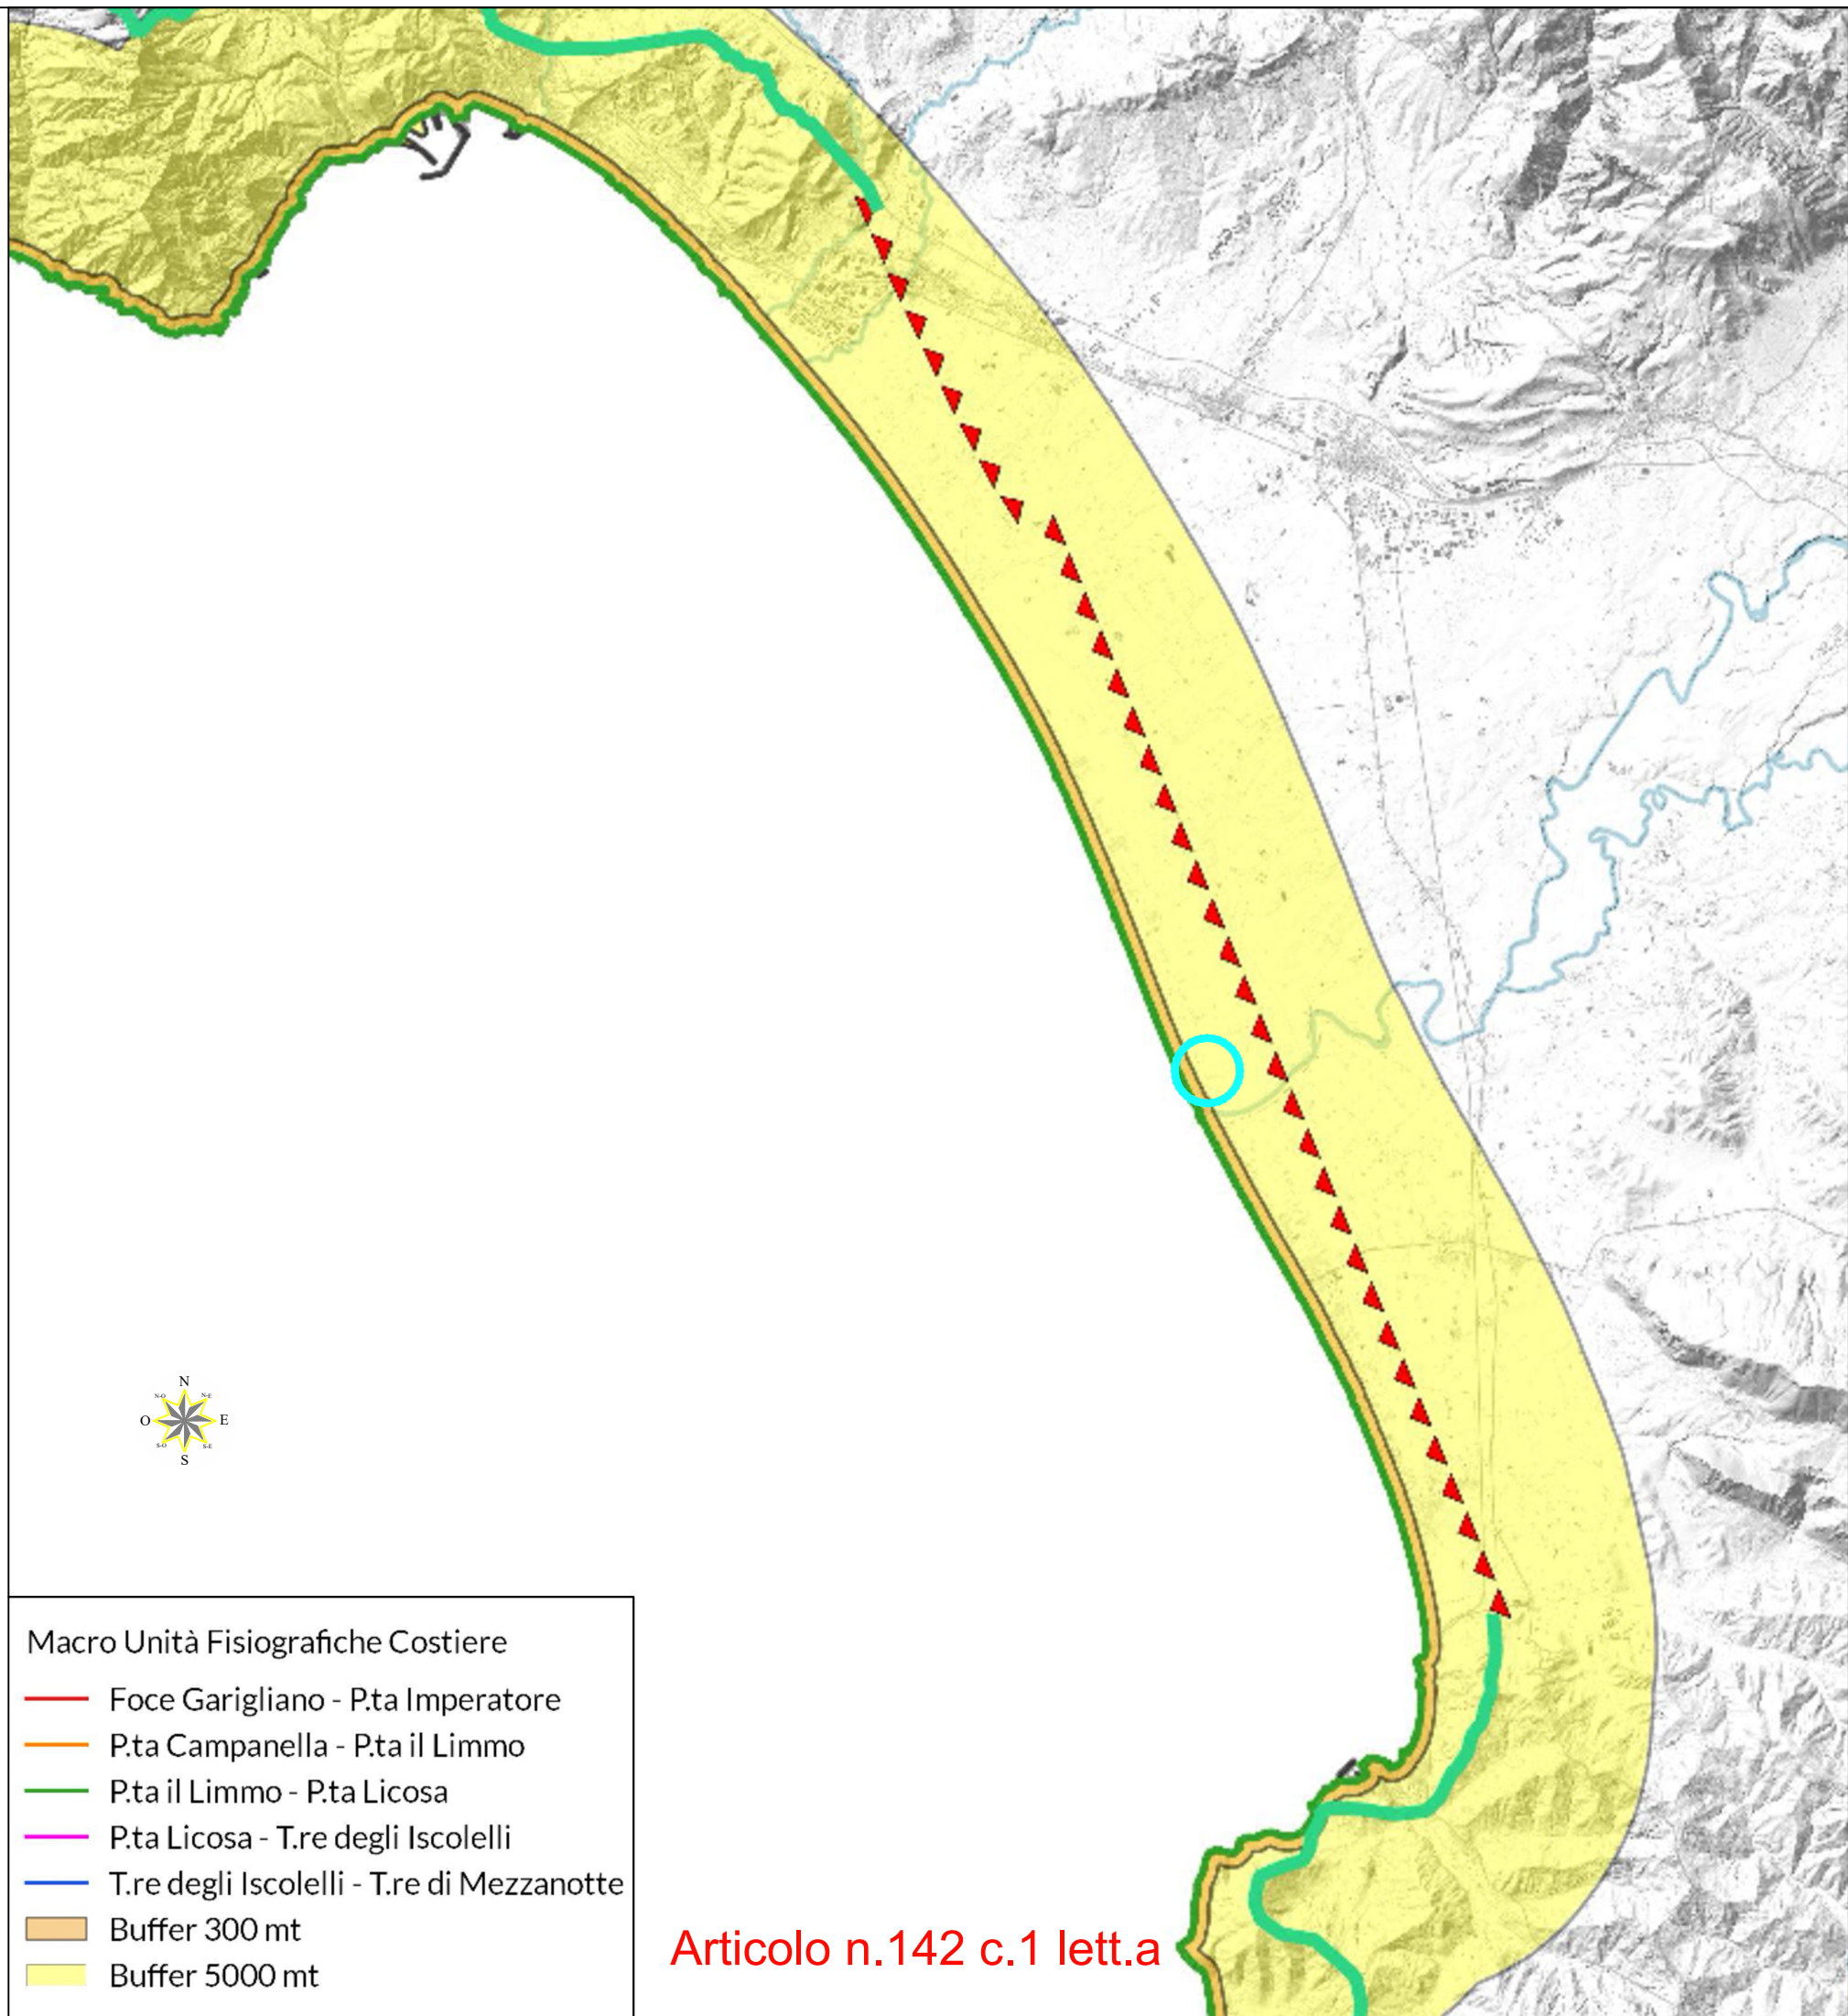 N
N-O N-E
O E
S-O S-E
S
Macro Unità Fisiografiche Costiere
Foce Garigliano - P.ta Imperatore
P.ta Campanella - P.ta il Limmo
P.ta il Limmo - P.ta Licosa
P.ta Licosa - T.re degli Iscolelli
T.re degli Iscolelli - T.re di Mezzanotte
Buffer 300 mt
Buffer 5000 mt
Articolo n.142 c.1 lett.a